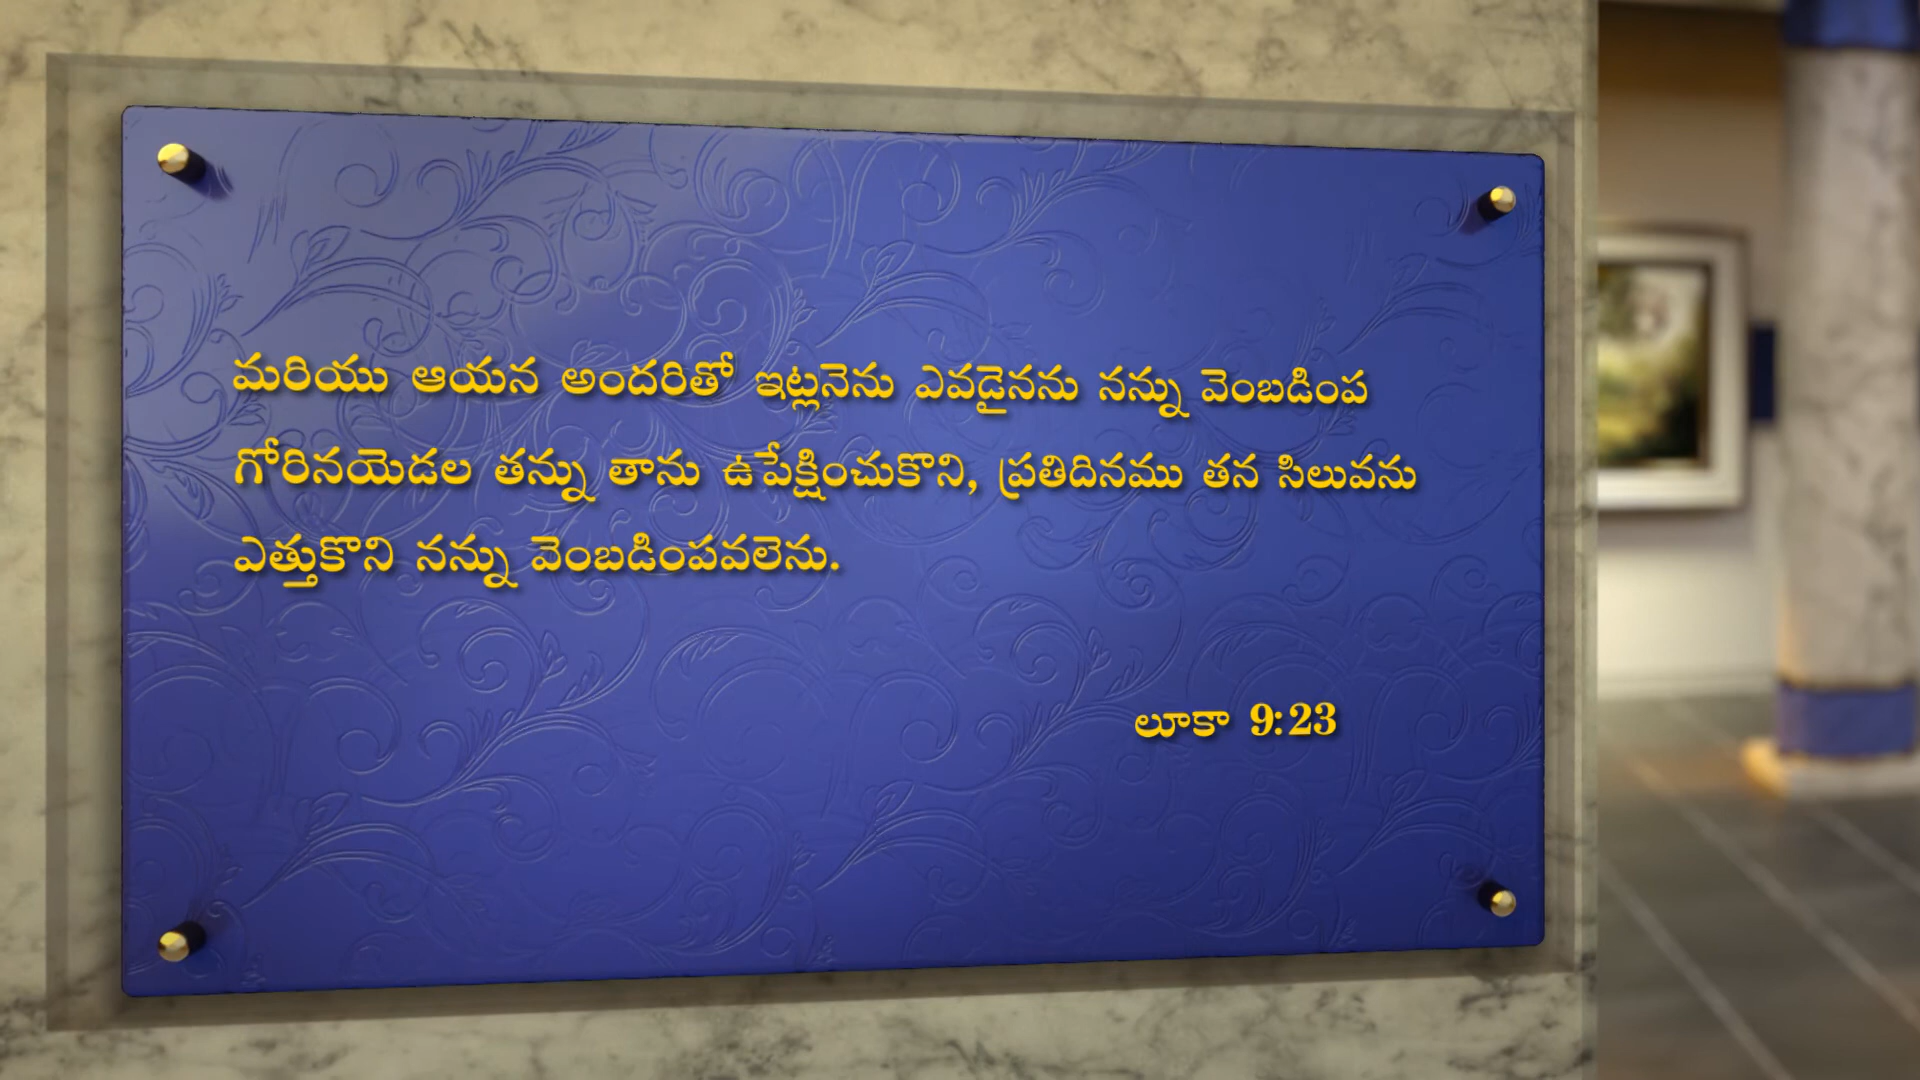 మరియు ఆయన అందరితో ఇట్లనెను ఎవడైనను నన్ను వెంబడింప
గోరినయెడల తన్ను తాను ఉపేక్షించుకొని, ప్రతిదినము తన సిలువను
ఎత్తుకొని నన్ను వెంబడింపవలెను.
లూకా 9:23